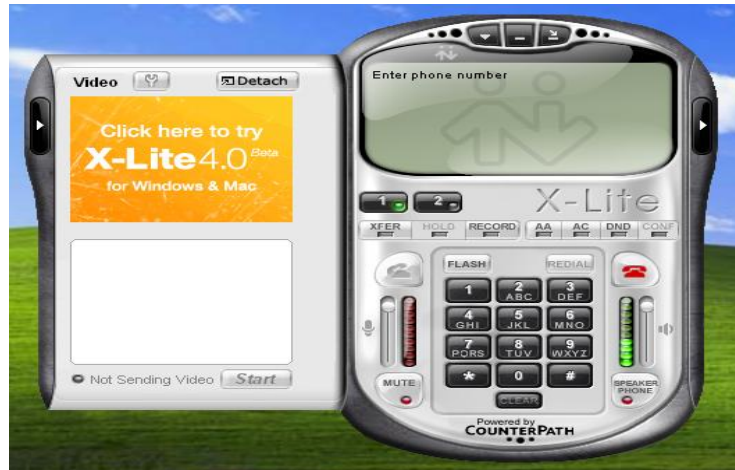 Video
Detach
Click here to try
X-Lite4.0 Beta
for Windows & Mac
Not Sending Video Start
Enter phone number
1 2
X-Lite
XFER HOLD RECORD AA AC DND CONF
FLASH REDIAL
1 2 3
ABC DEF
4 5 6
GHI JKL MNO
7 8 9
PQRS TUV WXYZ
* 0 #
MUTE
CLEAR
SPEAKER
PHONE
Powered by
COUNTERPATH